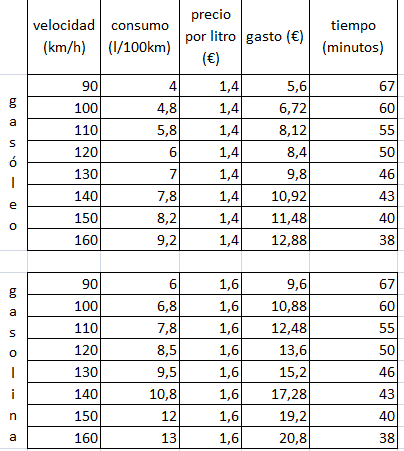 velocidad (km/h) consumo (l/100km) precio por litro (€) gasto (€) tiempo (minutos)
gasóleo
90 4 1,4 5,6 67
100 4,8 1,4 6,72 60
110 5,8 1,4 8,12 55
120 6 1,4 8,4 50
130 7 1,4 9,8 46
140 7,8 1,4 10,92 43
150 8,2 1,4 11,48 40
160 9,2 1,4 12,88 38
gasolina
90 6 1,6 9,6 67
100 6,8 1,6 10,88 60
110 7,8 1,6 12,48 55
120 8,5 1,6 13,6 50
130 9,5 1,6 15,2 46
140 10,8 1,6 17,28 43
150 12 1,6 19,2 40
160 13 1,6 20,8 38